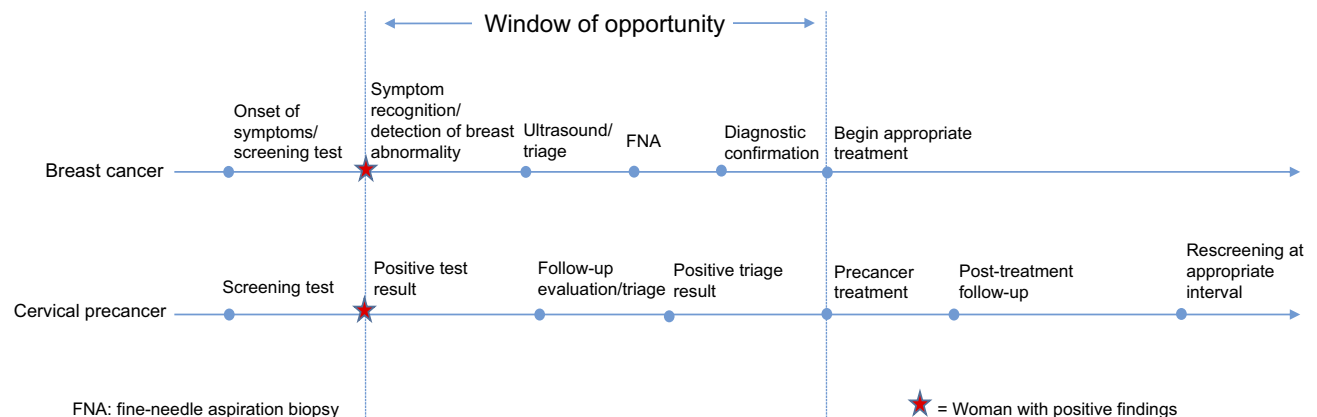 Window of opportunity
Breast cancer
Onset of
symptoms/
screening test
Symptom
recognition/
detection of breast
abnormality
Ultrasound/
triage
FNA
Diagnostic
confirmation
Begin appropriate
treatment
Cervical precancer
Screening test
Positive test
result
Follow-up
evaluation/triage
Positive triage
result
Precancer
treatment
Post-treatment
follow-up
Rescreening at
appropriate
interval
FNA: fine-needle aspiration biopsy
= Woman with positive findings